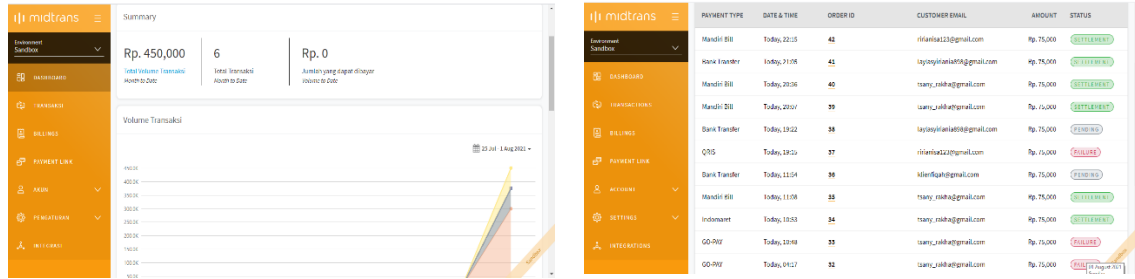 midtrans
Environment
Sandbox
DASHBOARD
TRANSAKSI
BILLINGS
PAYMENT LINK
AKUN
PENGATURAN
INTEGRASI
Summary
Rp. 450,000
Total Volume Transaksi
Month to Date
6
Total Transaksi
Month to Date
Rp. 0
Jumlah yang dapat dibayar
Volume to Date
Volume Transaksi
25 Jul - 1 Aug 2021
450.0K
400.0K
350.0K
300.0K
250.0K
200.0K
150.0K
100.0K
50.0K
Sandbox
midtrans
Environment
Sandbox
DASHBOARD
TRANSACTIONS
BILLINGS
PAYMENT LINK
ACCOUNT
SETTINGS
INTEGRATIONS
PAYMENT TYPE DATE & TIME ORDER ID CUSTOMER EMAIL AMOUNT STATUS
Mandiri Bill Today, 22:15 42 ririanisa123@gmail.com Rp. 75,000 SETTLEMENT
Bank Transfer Today, 21:05 41 laylasyiriania898@gmail.com Rp. 75,000 SETTLEMENT
Mandiri Bill Today, 20:36 40 tsany_rakha@gmail.com Rp. 75,000 SETTLEMENT
Mandiri Bill Today, 20:07 39 tsany_rakha@gmail.com Rp. 75,000 SETTLEMENT
Bank Transfer Today, 19:22 38 laylasyiriania898@gmail.com Rp. 75,000 PENDING
QRIS Today, 19:15 37 ririanisa123@gmail.com Rp. 75,000 FAILURE
Bank Transfer Today, 11:54 36 klienfiqah@gmail.com Rp. 75,000 PENDING
Mandiri Bill Today, 11:08 35 tsany_rakha@gmail.com Rp. 75,000 SETTLEMENT
Indomaret Today, 10:53 34 tsany_rakha@gmail.com Rp. 75,000 SETTLEMENT
GO-PAY Today, 10:48 33 tsany_rakha@gmail.com Rp. 75,000 FAILURE
GO-PAY Today, 04:17 32 tsany_rakha@gmail.com Rp. 75,000